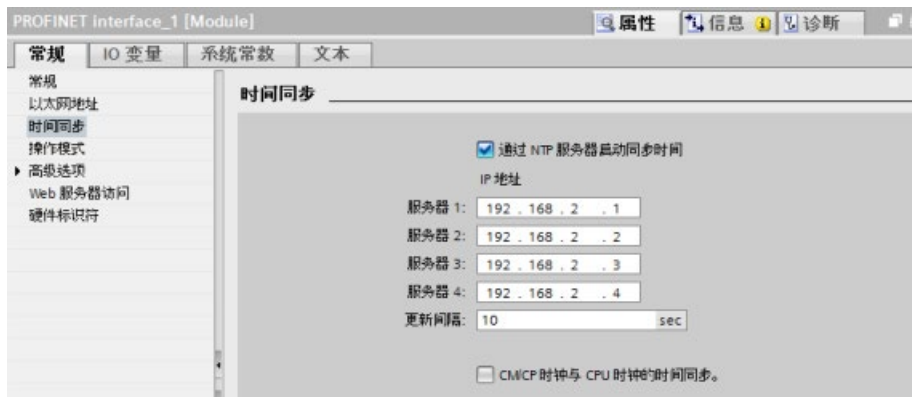 PROFINET interface_1 [Module]
属性 信息 诊断
常规 IO 变量 系统常数 文本
常规
以太网地址
时间同步
操作模式
高级选项
Web 服务器访问
硬件标识符
时间同步
通过 NTP 服务器启动同步时间
IP 地址
服务器 1: 192 . 168 . 2 . 1
服务器 2: 192 . 168 . 2 . 2
服务器 3: 192 . 168 . 2 . 3
服务器 4: 192 . 168 . 2 . 4
更新间隔: 10 sec
CM/CP 时钟与 CPU 时钟的时间同步。